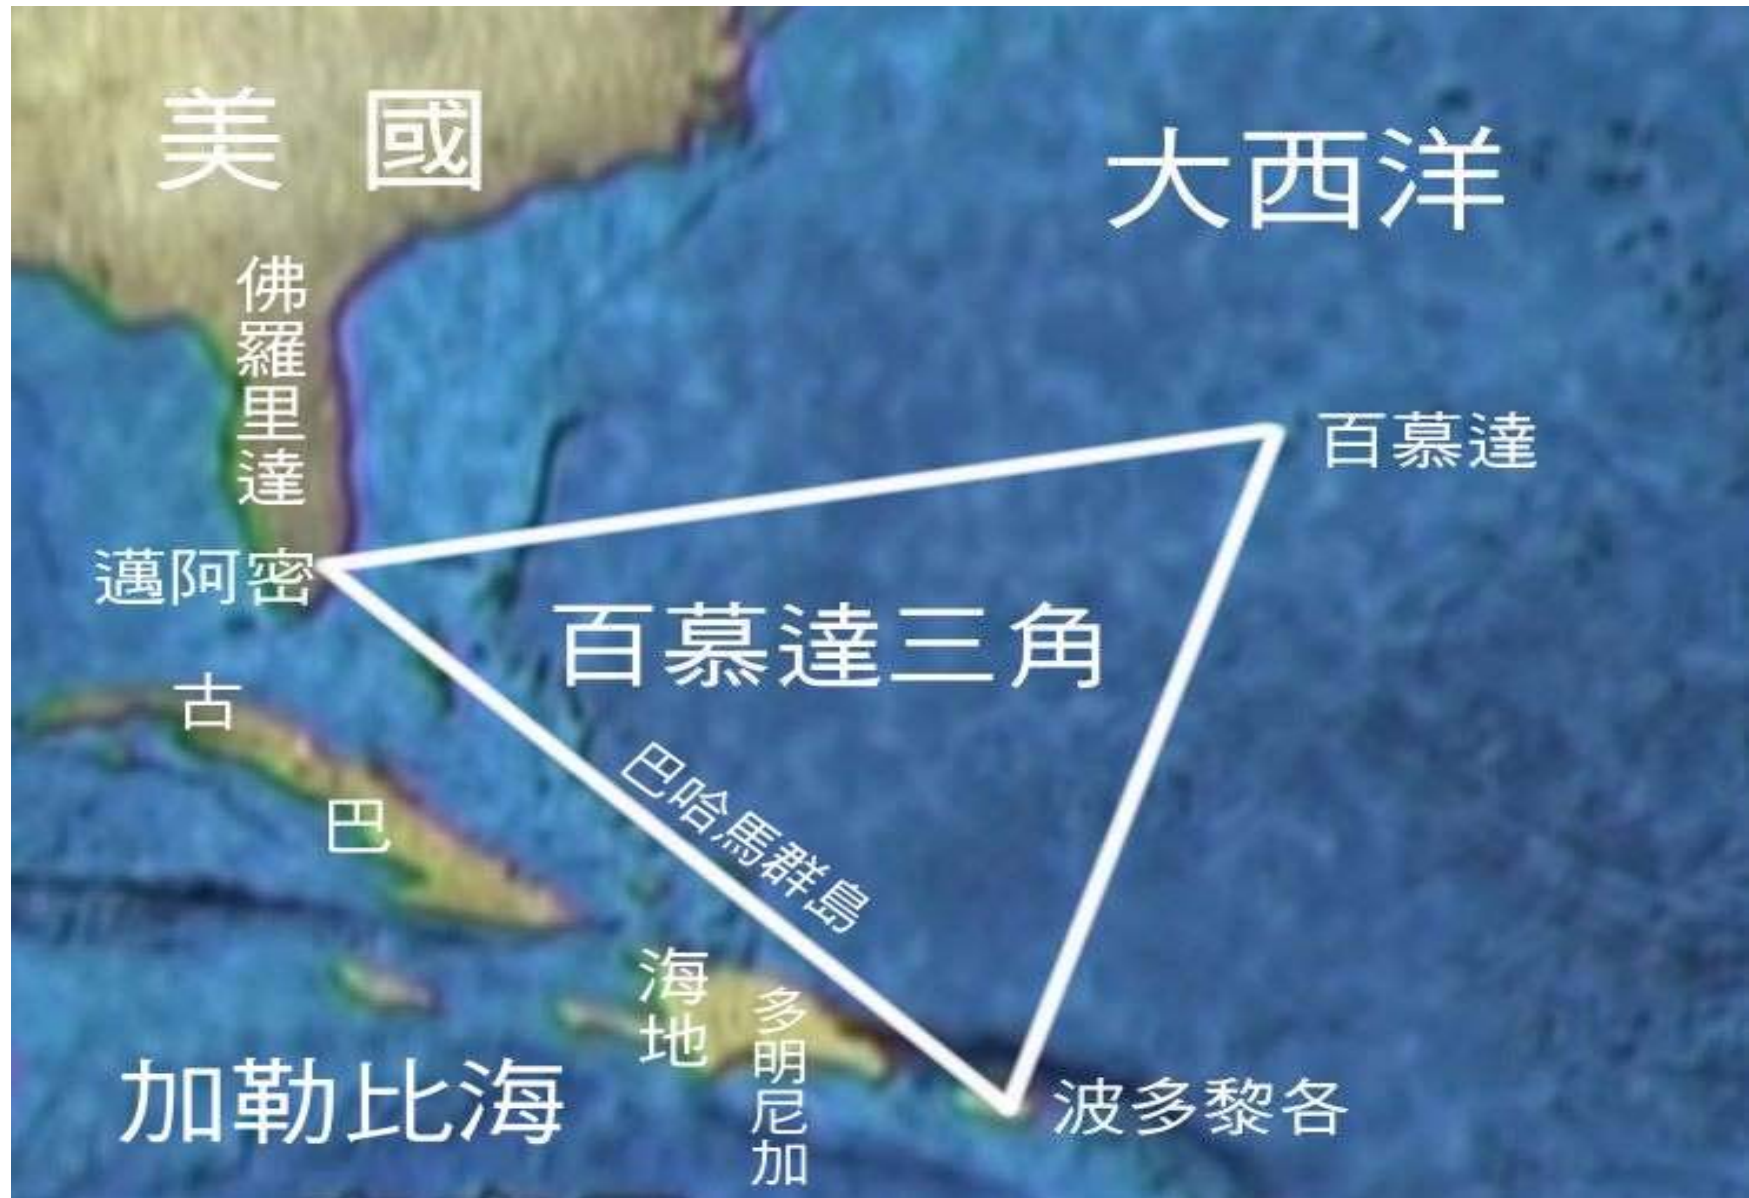 美國
大西洋
佛羅里達
百慕達
邁阿密
百慕達三角
古巴
巴哈馬群島
海地
多明尼加
加勒比海
波多黎各